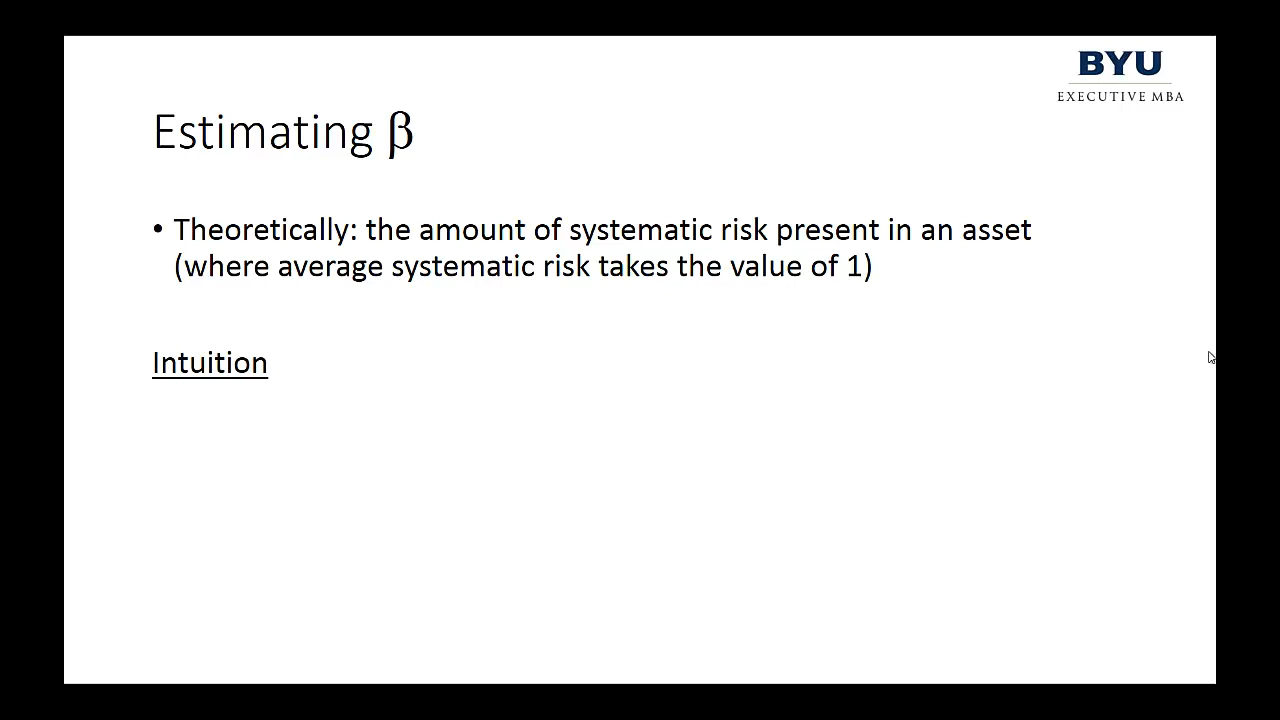 BYU
EXECUTIVE MBA
Estimating β
• Theoretically: the amount of systematic risk present in an asset
(where average systematic risk takes the value of 1)
Intuition